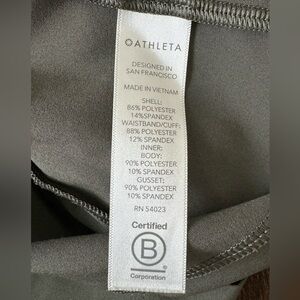 ATHLETA
DESIGNED IN
SAN FRANCISCO
MADE IN VIETNAM
SHELL:
86% POLYESTER
14%SPANDEX
WAISTBAND/CUFF:
88% POLYESTER
12% SPANDEX
INNER:
BODY:
90% POLYESTER
10% SPANDEX
GUSSET:
90% POLYESTER
10% SPANDEX
RN 54023
Certified
B
Corporation